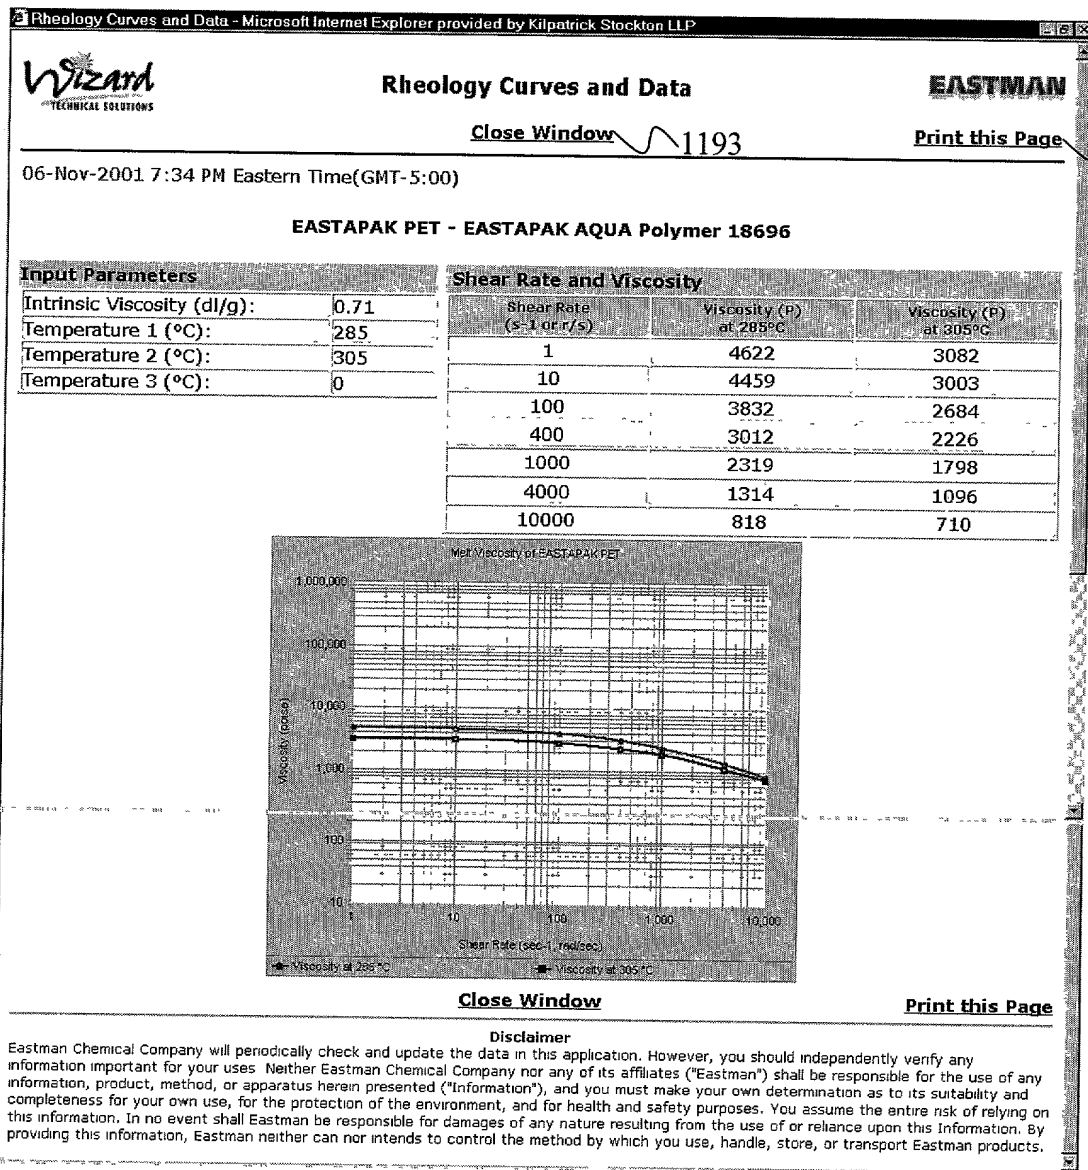 Rheology Curves and Data - Microsoft Internet Explorer provided by Kilpatrick Stockton LLP
Wizard
TECHNICAL SOLUTIONS
Rheology Curves and Data
EASTMAN
Close Window
1193
Print this Page
06-Nov-2001 7:34 PM Eastern Time(GMT-5:00)
EASTAPAK PET - EASTAPAK AQUA Polymer 18696
Input Parameters
Intrinsic Viscosity (dl/g): 0.71
Temperature 1 (ºC): 285
Temperature 2 (ºC): 305
Temperature 3 (ºC): 0
Shear Rate and Viscosity
Shear Rate (s-1 or r/s) Viscosity (P) at 285ºC Viscosity (P) at 305ºC
1 4622 3082
10 4459 3003
100 3832 2684
400 3012 2226
1000 2319 1798
4000 1314 1096
10000 818 710
Melt Viscosity of EASTAPAK PET
1,000,000
100,000
10,000
1,000
100
10
Viscosity (poise)
1 10 100 1,000 10,000
Shear Rate (sec-1, rad/sec)
Viscosity at 285 ºC Viscosity at 305 ºC
Close Window
Print this Page
Disclaimer
Eastman Chemical Company will periodically check and update the data in this application. However, you should independently verify any
information important for your uses Neither Eastman Chemical Company nor any of its affiliates ("Eastman") shall be responsible for the use of any
information, product, method, or apparatus herein presented ("Information"), and you must make your own determination as to its suitability and
completeness for your own use, for the protection of the environment, and for health and safety purposes. You assume the entire risk of relying on
this information. In no event shall Eastman be responsible for damages of any nature resulting from the use of or reliance upon this Information. By
providing this information, Eastman neither can nor intends to control the method by which you use, handle, store, or transport Eastman products.